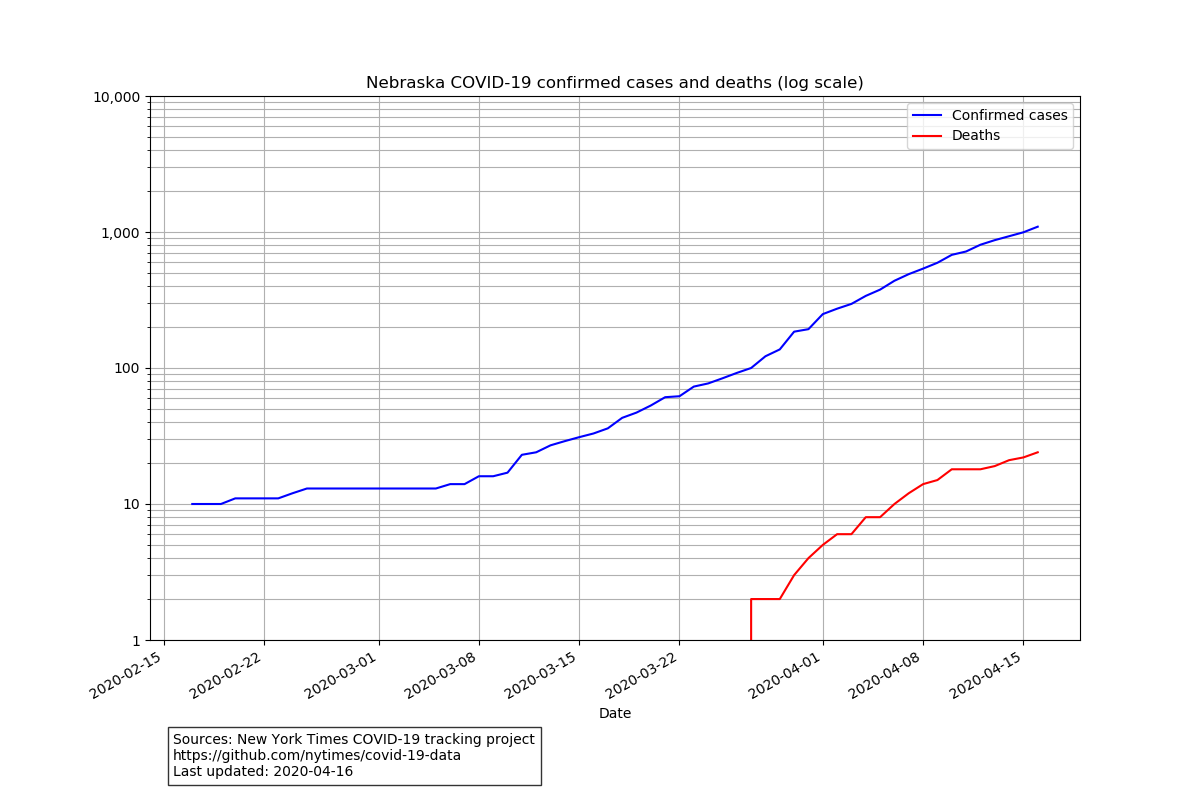 Nebraska COVID-19 confirmed cases and deaths (log scale)
10,000
1,000
100
10
1
Confirmed cases
Deaths
2020-02-15
2020-02-22
2020-03-01
2020-03-08
2020-03-15
2020-03-22
2020-04-01
2020-04-08
2020-04-15
Date
Sources: New York Times COVID-19 tracking project
https://github.com/nytimes/covid-19-data
Last updated: 2020-04-16